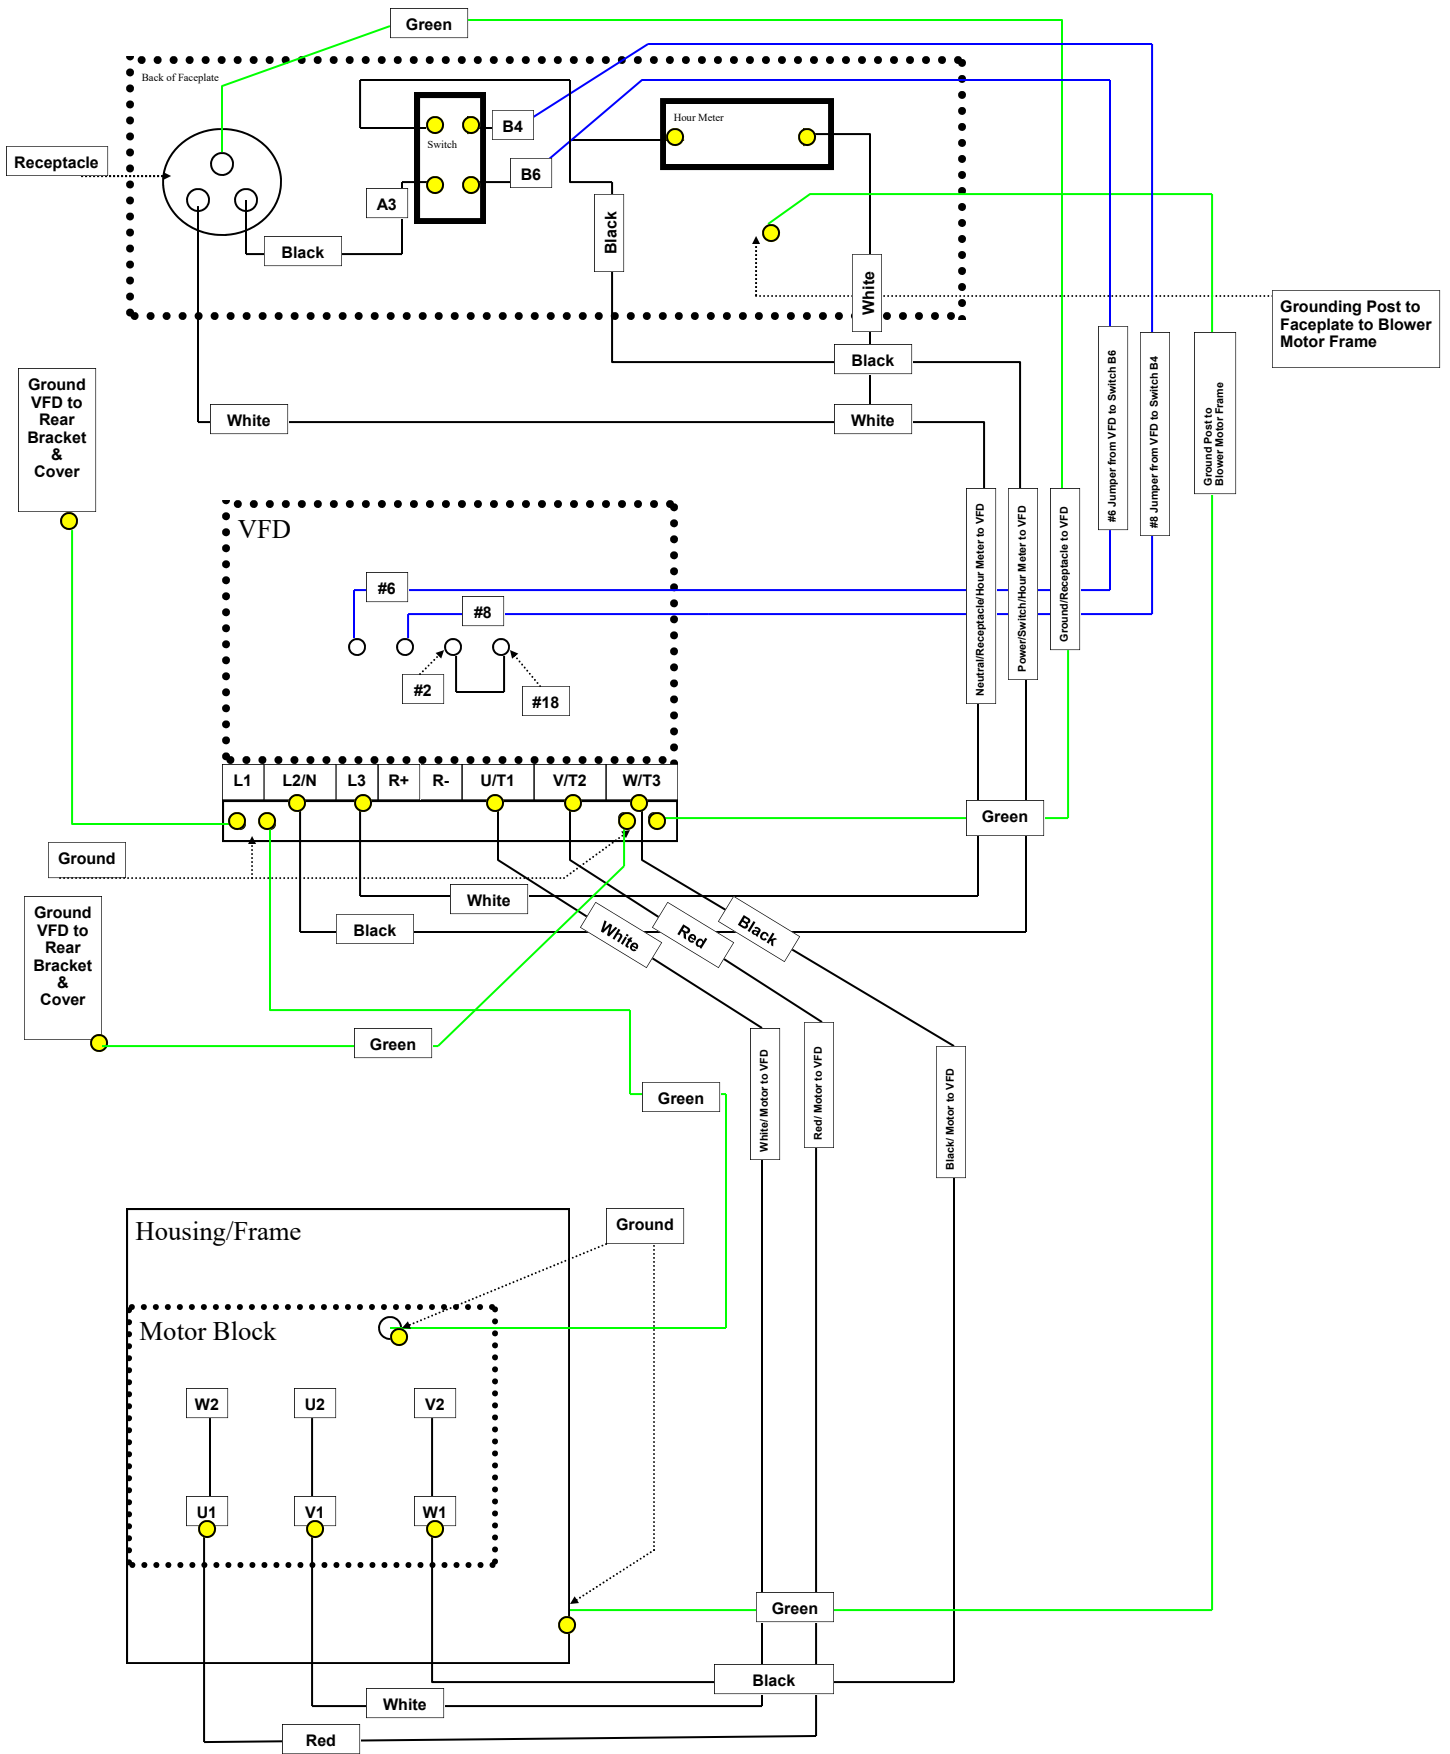 Green
Back of Faceplate
Receptacle
Switch
B4
B6
A3
Hour Meter
Black
Black
White
Grounding Post to
Faceplate to Blower
Motor Frame
Black
White
White
Ground
VFD to
Rear
Bracket
&
Cover
#6 Jumper from VFD to Switch B6
#8 Jumper from VFD to Switch B4
Ground Post to
Blower Motor Frame
Neutral/Receptacle/Hour Meter to VFD
Power/Switch/Hour Meter to VFD
Ground/Receptacle to VFD
VFD
#6
#8
#2
#18
L1
L2/N
L3
R+
R-
U/T1
V/T2
W/T3
Green
Ground
White
Black
White
Red
Black
Ground
VFD to
Rear
Bracket
&
Cover
Green
Green
White/ Motor to VFD
Red/ Motor to VFD
Black/ Motor to VFD
Housing/Frame
Ground
Motor Block
W2
U2
V2
U1
V1
W1
Green
Black
White
Red